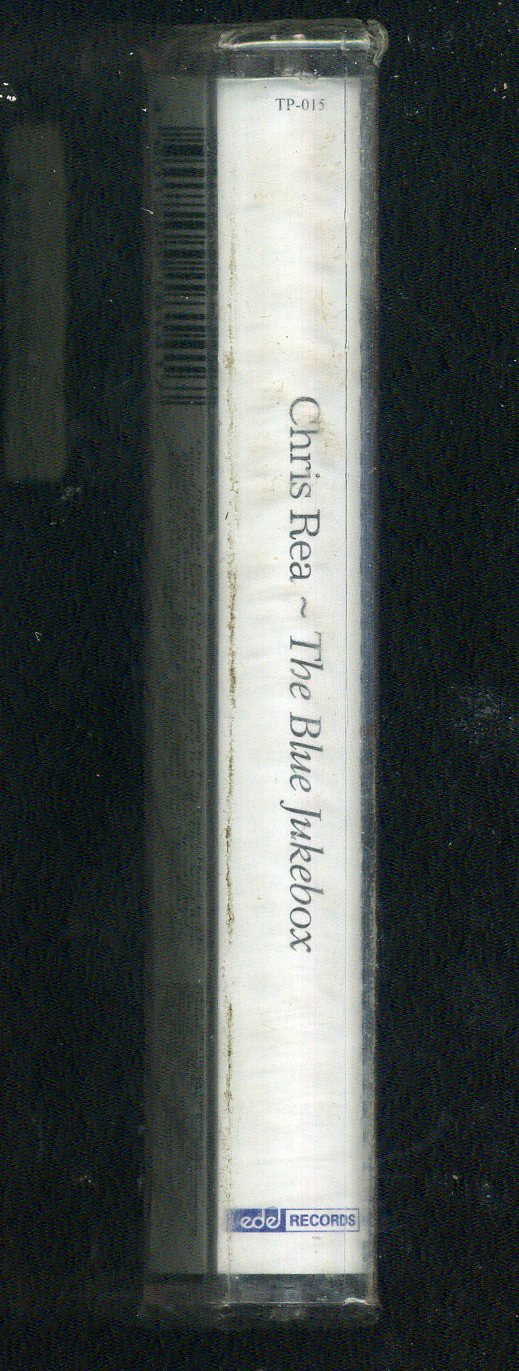 TP-015
Chris Rea ~ The Blue Jukebox
edel RECORDS